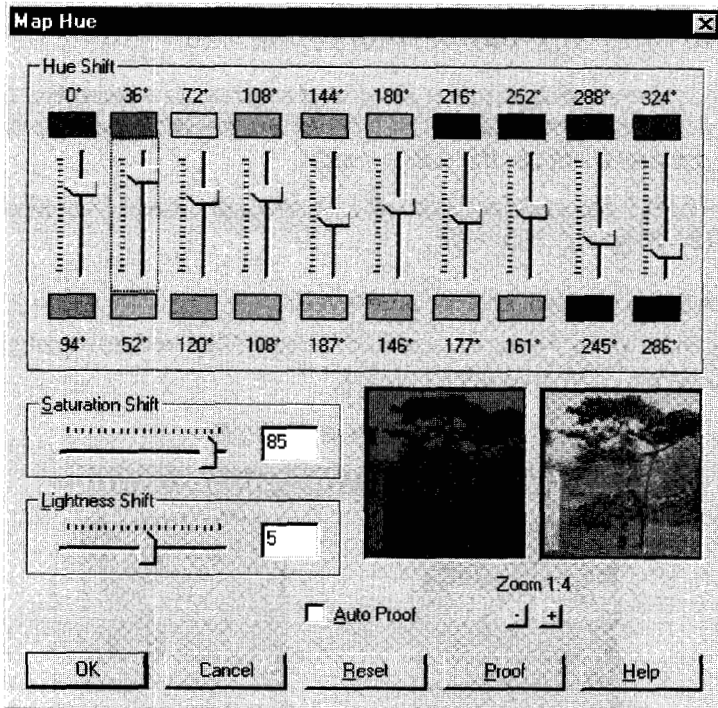 Map Hue
Hue Shift
0° 36° 72° 108° 144° 180° 216° 252° 288° 324°
94° 52° 120° 108° 187° 146° 177° 161° 245° 286°
Saturation Shift
85
Lightness Shift
5
Zoom 1:4
Auto Proof
- +
OK Cancel Reset Proof Help